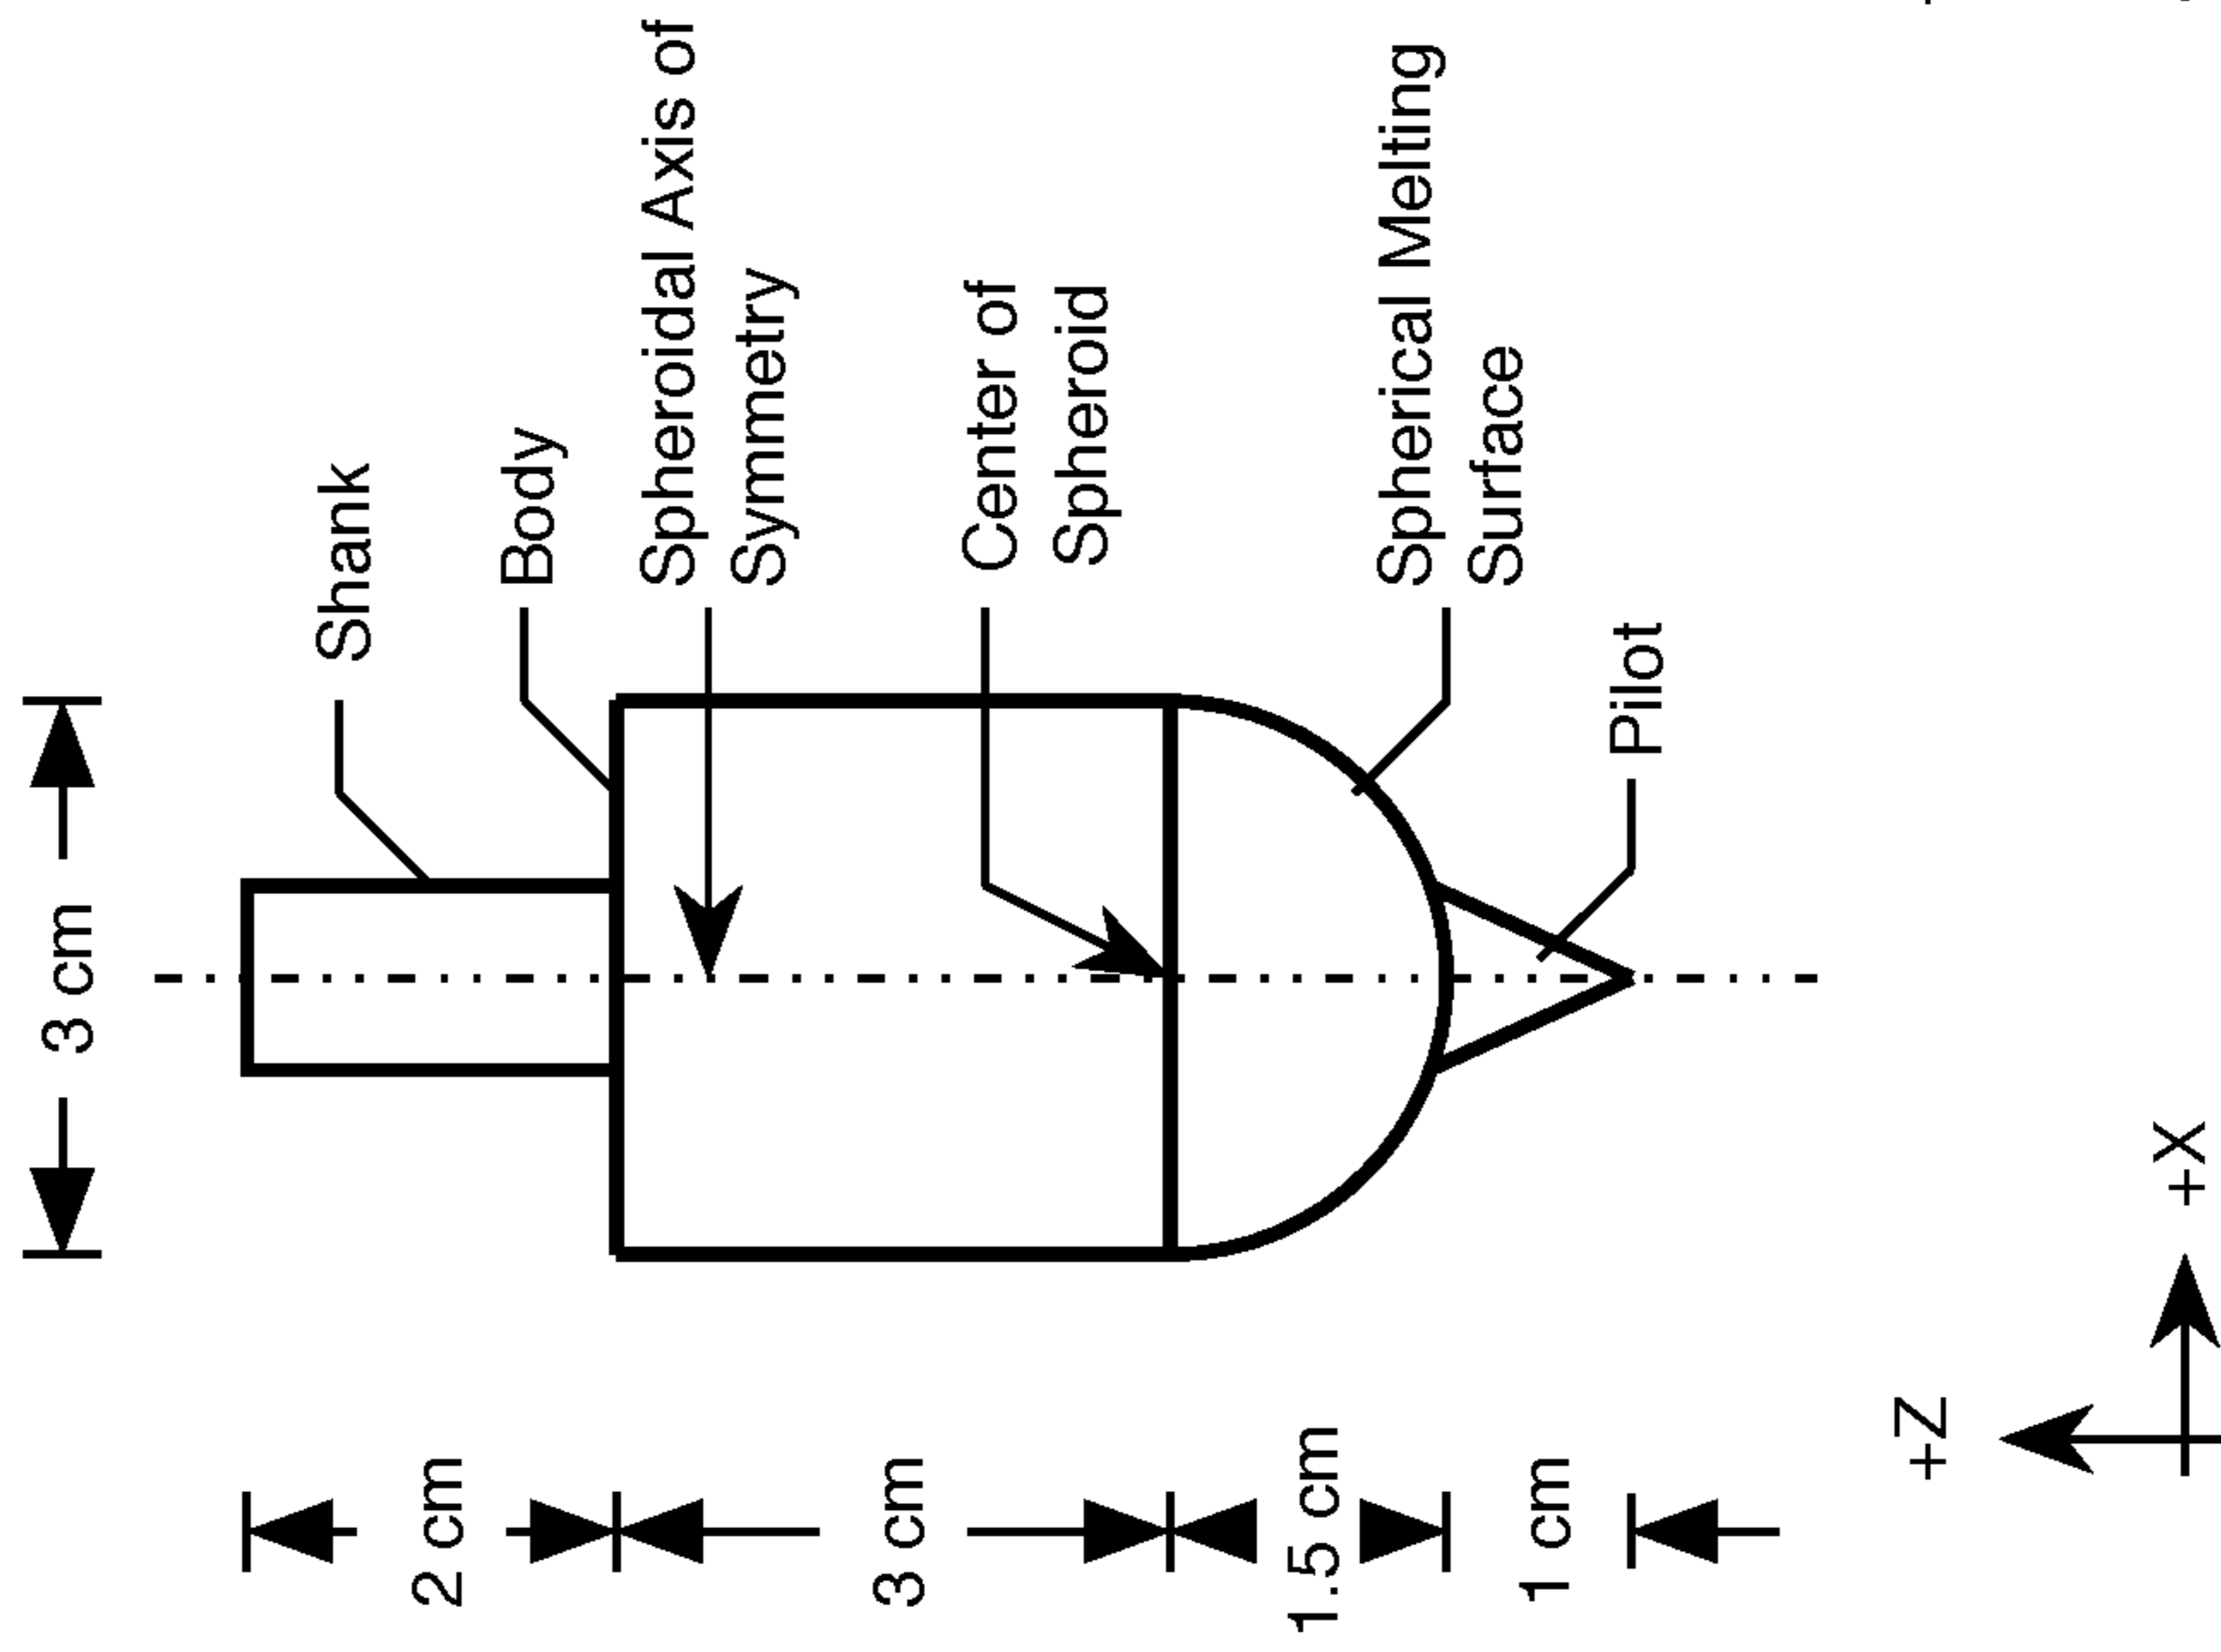 3 cm
Shank
Body
Spheroidal Axis of
Symmetry
Center of
Spheroid
Spherical Melting
Surface
Pilot
2 cm
3 cm
1.5 cm
1 cm
+Z
+X